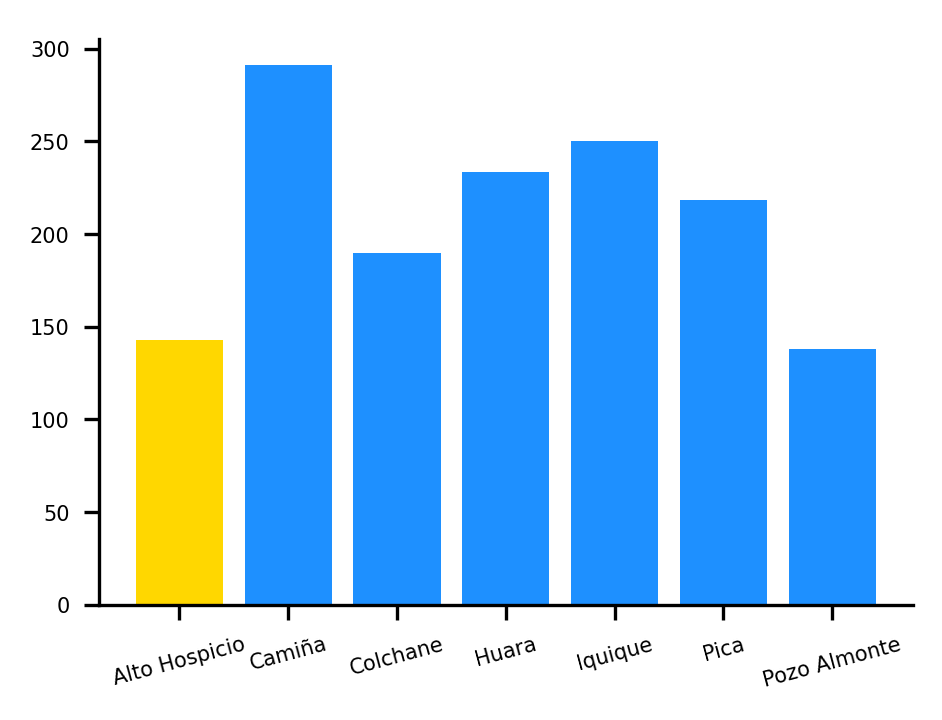 300
250
200
150
100
50
0
Alto Hospicio
Camiña
Colchane
Huara
Iquique
Pica
Pozo Almonte